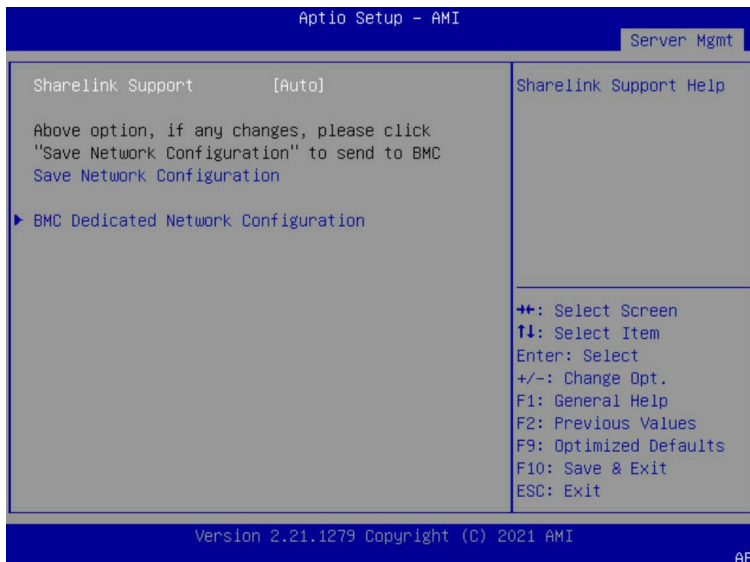 Aptio Setup – AMI
Server Mgmt
Sharelink Support [Auto]
Above option, if any changes, please click
"Save Network Configuration" to send to BMC
Save Network Configuration
▶ BMC Dedicated Network Configuration
Sharelink Support Help
→←: Select Screen
↑↓: Select Item
Enter: Select
+/-: Change Opt.
F1: General Help
F2: Previous Values
F9: Optimized Defaults
F10: Save & Exit
ESC: Exit
Version 2.21.1279 Copyright (C) 2021 AMI